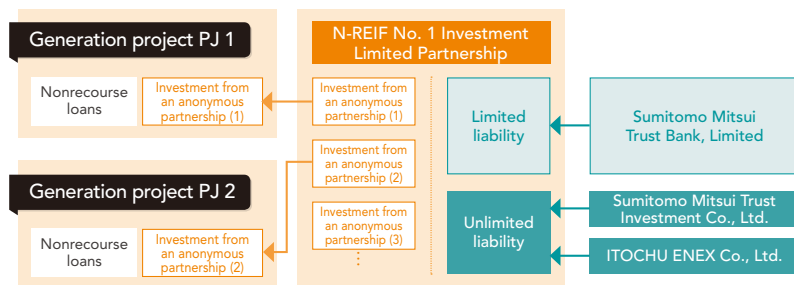 Generation project PJ 1
Nonrecourse
loans
Investment from
an anonymous
partnership (1)
Generation project PJ 2
Nonrecourse
loans
Investment from
an anonymous
partnership (2)
N-REIF No. 1 Investment
Limited Partnership
Investment from
an anonymous
partnership (1)
Investment from
an anonymous
partnership (2)
Investment from
an anonymous
partnership (3)
⋮
Limited
liability
Unlimited
liability
Sumitomo Mitsui
Trust Bank, Limited
Sumitomo Mitsui Trust
Investment Co., Ltd.
ITOCHU ENEX Co., Ltd.